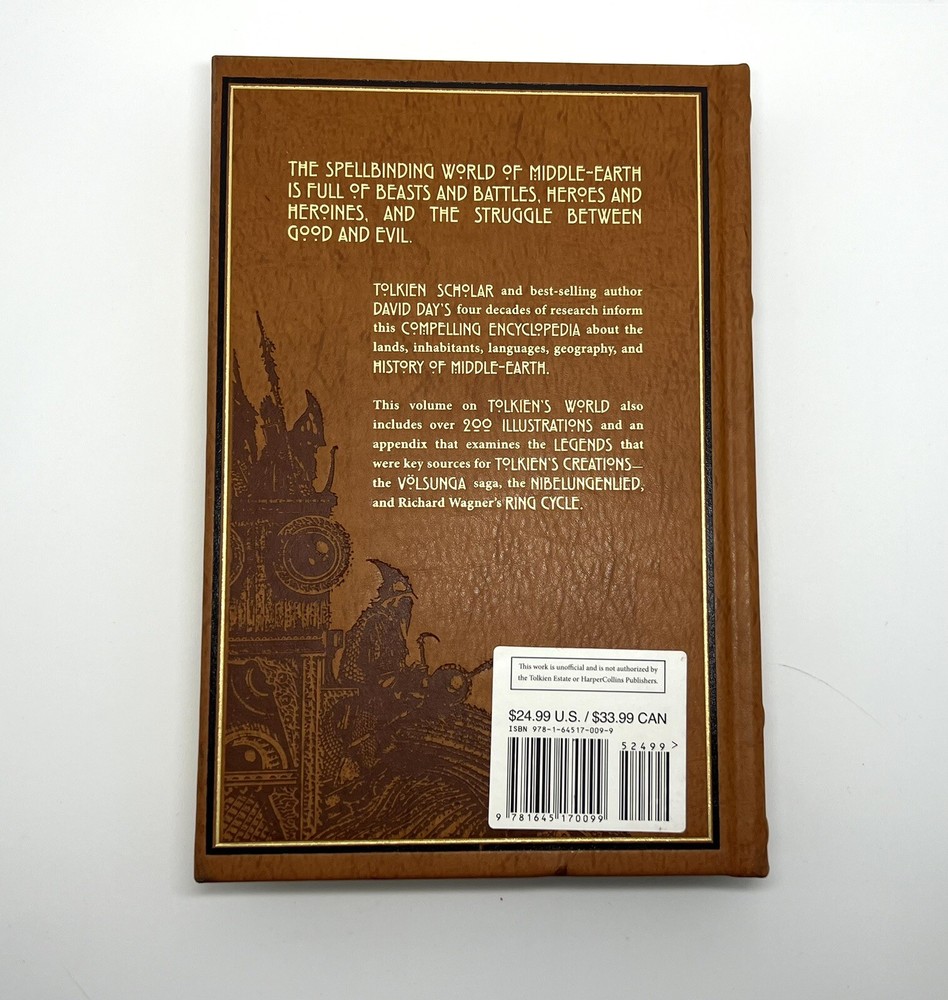 THE SPELLBINDING WORLD OF MIDDLE-EARTH
IS FULL OF BEASTS AND BATTLES, HEROES AND
HEROINES, AND THE STRUGGLE BETWEEN
GOOD AND EVIL.
TOLKIEN SCHOLAR and best-selling author
DAVID DAY'S four decades of research inform
this COMPELLING ENCYCLOPEDIA about the
lands, inhabitants, languages, geography, and
HISTORY OF MIDDLE-EARTH.
This volume on TOLKIEN'S WORLD also
includes over 200 ILLUSTRATIONS and an
appendix that examines the LEGENDS that
were key sources for TOLKIEN'S CREATIONS—
the VÖLSUNGA saga, the NIBELUNGENLIED,
and Richard Wagner's RING CYCLE.
This work is unofficial and is not authorized by
the Tolkien Estate or HarperCollins Publishers.
$24.99 U.S. / $33.99 CAN
ISBN 978-1-64517-009-9
52499>
9 781645 170099